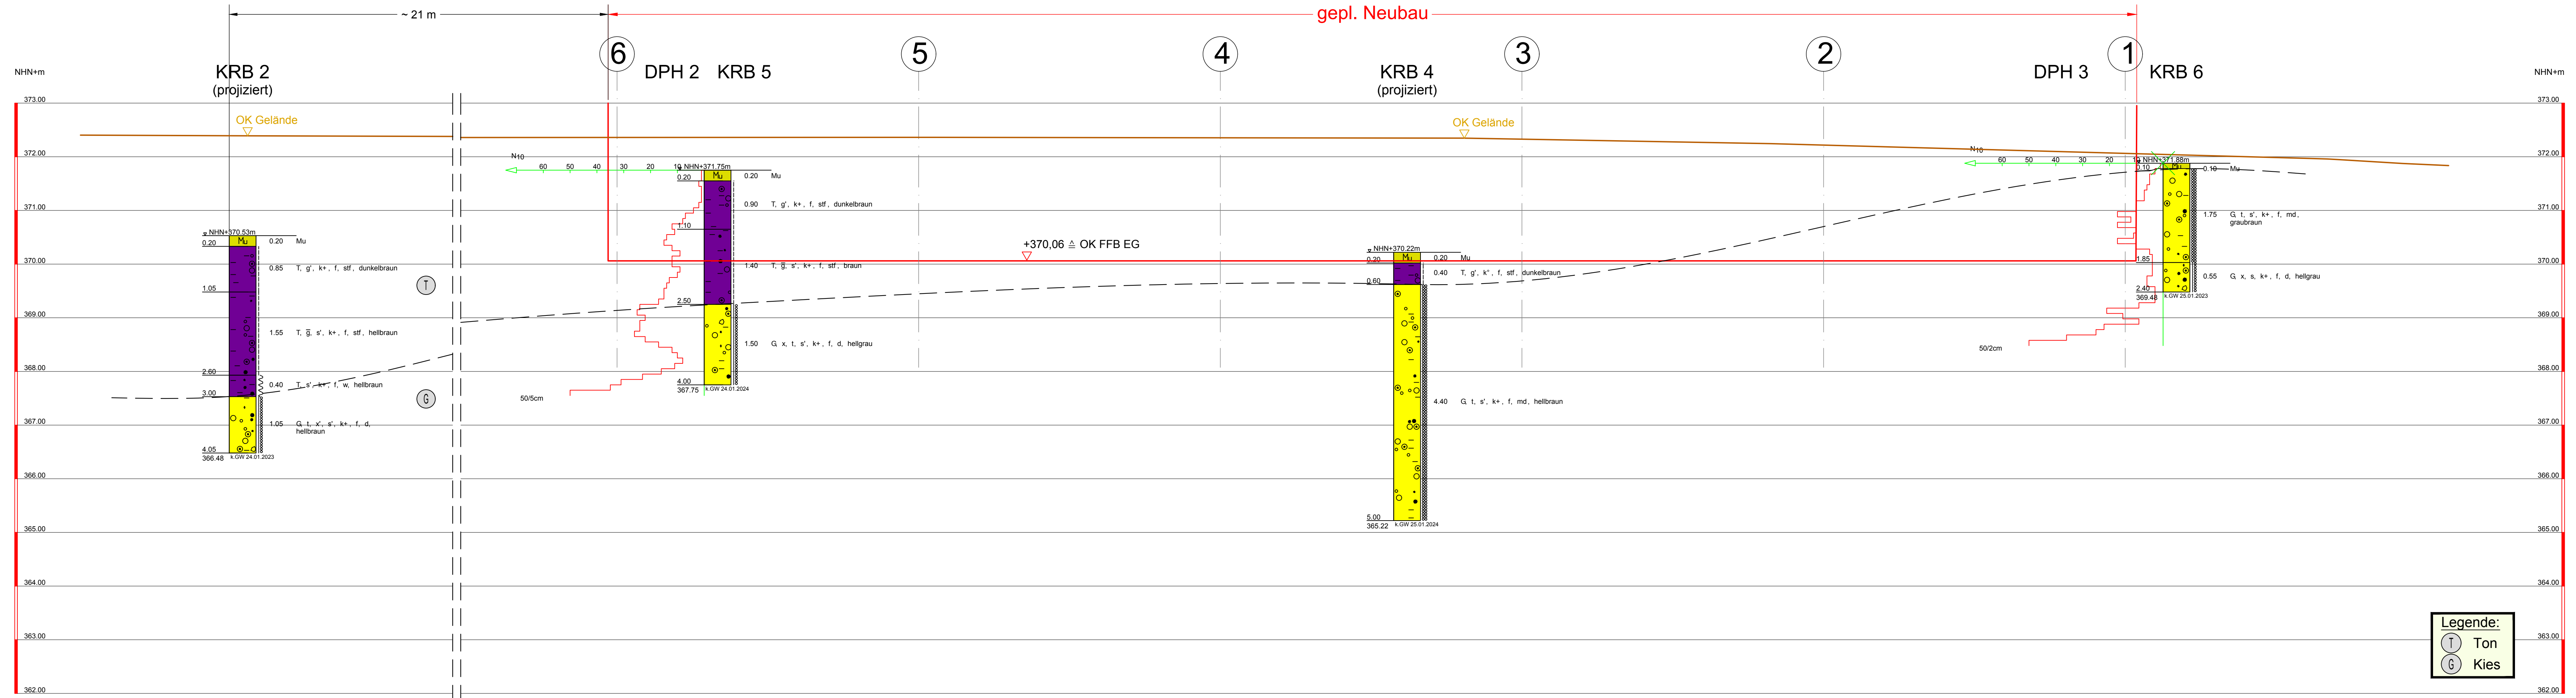 ~ 21 m
gepl. Neubau
6
5
4
3
2
1
NHN+m
KRB 2
(projiziert)
DPH 2
KRB 5
KRB 4
(projiziert)
DPH 3
KRB 6
NHN+m
373.00
372.00
371.00
370.00
369.00
368.00
367.00
366.00
365.00
364.00
363.00
362.00
OK Gelände
NHN+370.53m
0.20
1.05
2.60
3.00
4.05
366.48
k.GW 24.01.2023
Mu
0.20 Mu
0.85 T, g', k+, f, stf, dunkelbraun
1.55 T, g̅, s', k+, f, stf, hellbraun
0.40 T, s', k+, f, w, hellbraun
1.05 G, t, x', s', k+, f, d,
hellbraun
T
G
N10
60 50 40 30 20 10
50/5cm
NHN+371.75m
0.20
1.10
2.50
4.00
367.75
k.GW 24.01.2024
Mu
0.20 Mu
0.90 T, g', k+, f, stf, dunkelbraun
1.40 T, g̅, s', k+, f, stf, braun
1.50 G, x, t, s', k+, f, d, hellgrau
+370,06 ≙ OK FFB EG
OK Gelände
NHN+370.22m
0.20
0.60
5.00
365.22
k.GW 25.01.2024
Mu
0.20 Mu
0.40 T, g', k", f, stf, dunkelbraun
4.40 G, t, s', k+, f, md, hellbraun
N10
60 50 40 30 20 10
50/2cm
NHN+371.88m
0.10
1.85
2.40
369.48
k.GW 25.01.2023
Mu
0.10 Mu
1.75 G, t, s', k+, f, md,
graubraun
0.55 G, x, s, k+, f, d, hellgrau
373.00
372.00
371.00
370.00
369.00
368.00
367.00
366.00
365.00
364.00
363.00
362.00
Legende:
T Ton
G Kies